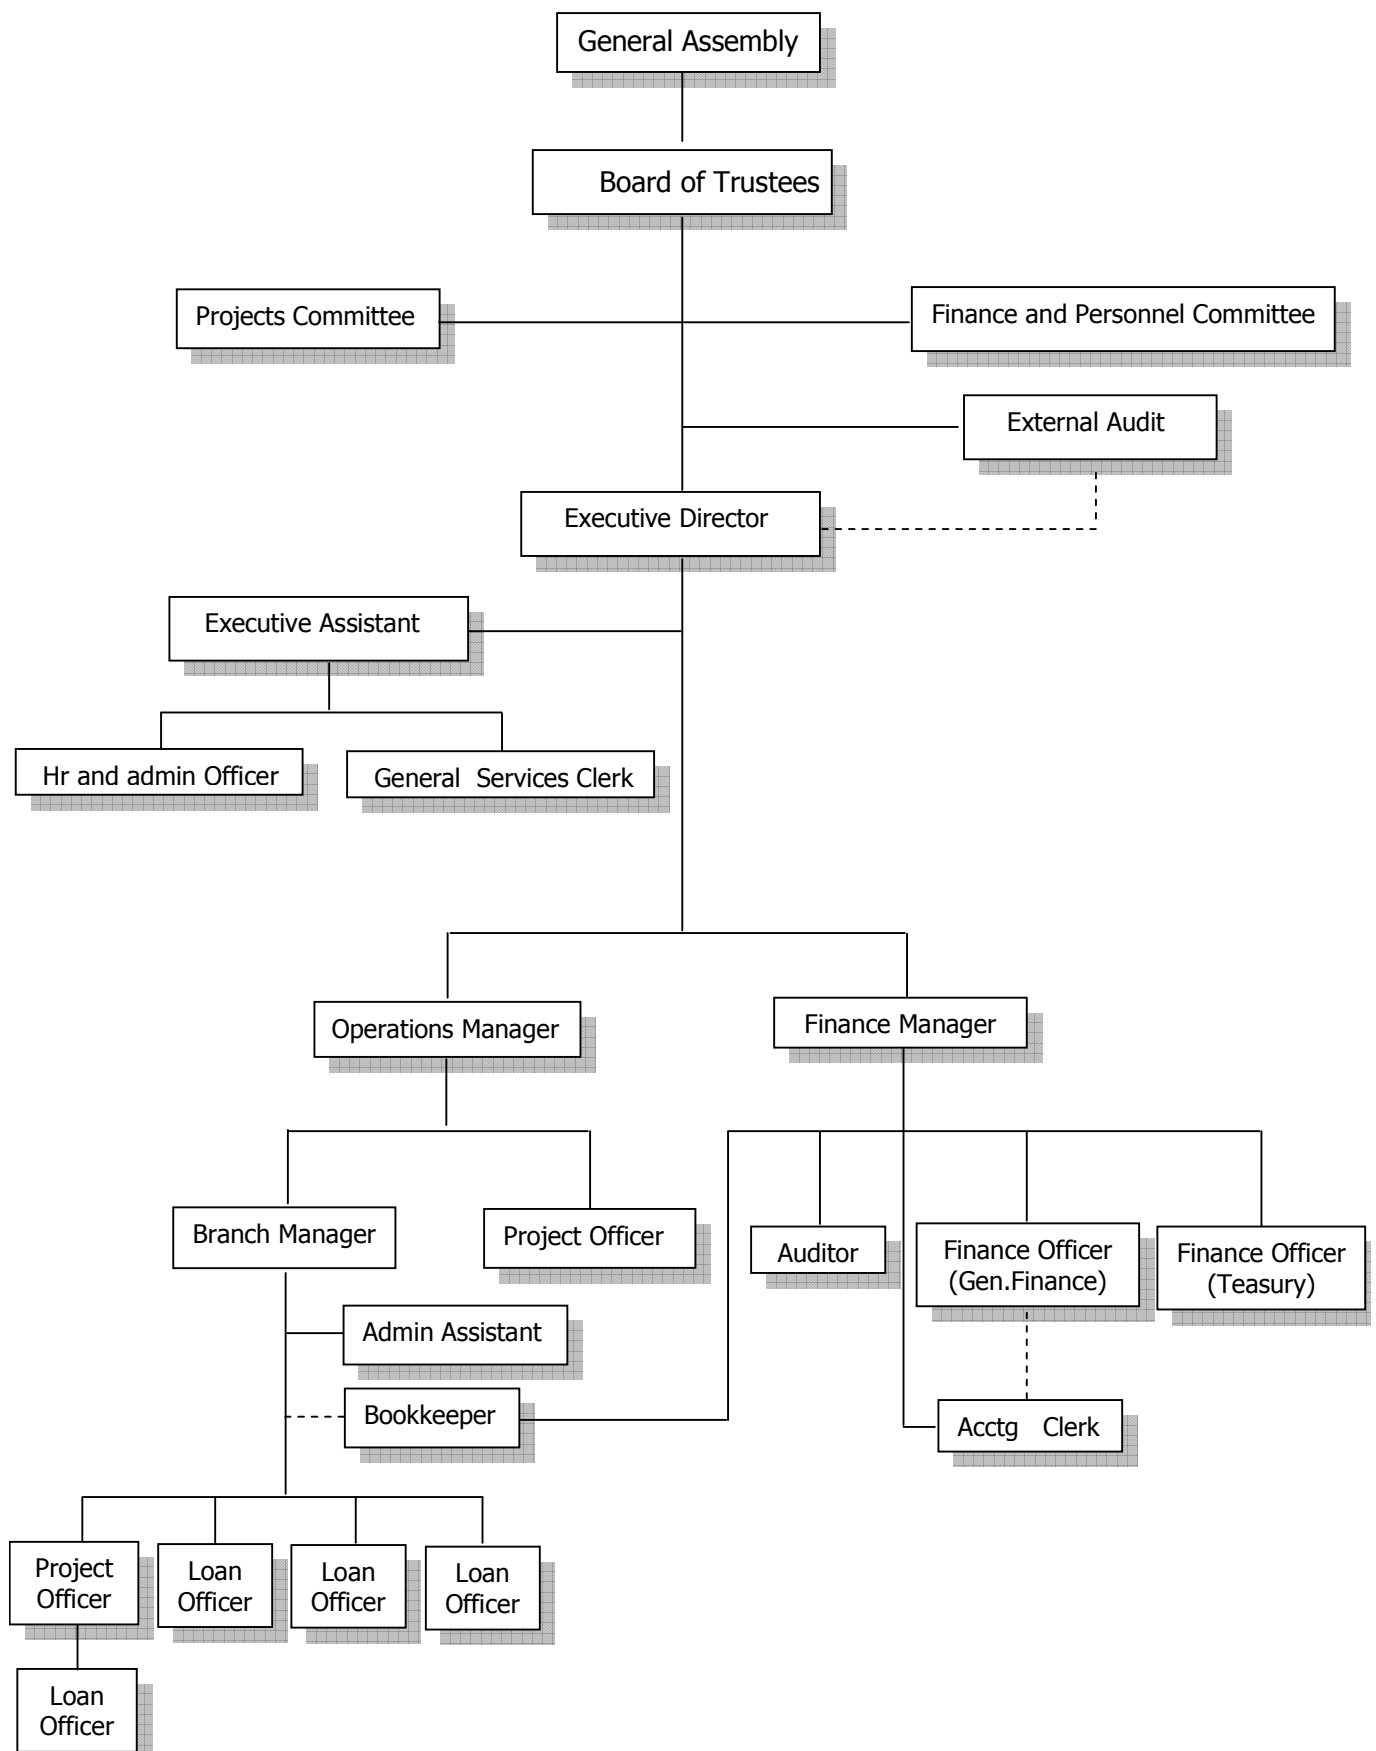 General Assembly
Board of Trustees
Projects Committee
Finance and Personnel Committee
External Audit
Executive Director
Executive Assistant
Hr and admin Officer
General Services Clerk
Operations Manager
Finance Manager
Branch Manager
Project Officer
Auditor
Finance Officer
(Gen.Finance)
Finance Officer
(Teasury)
Admin Assistant
Bookkeeper
Acctg Clerk
Project
Officer
Loan
Officer
Loan
Officer
Loan
Officer
Loan
Officer